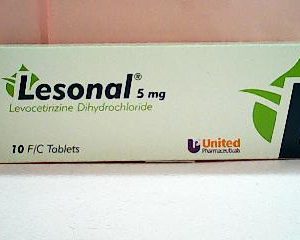 Lesonal® 5 mg
Levocetirizine Dihydrochloride
10 F/C Tablets
United
Pharmaceuticals